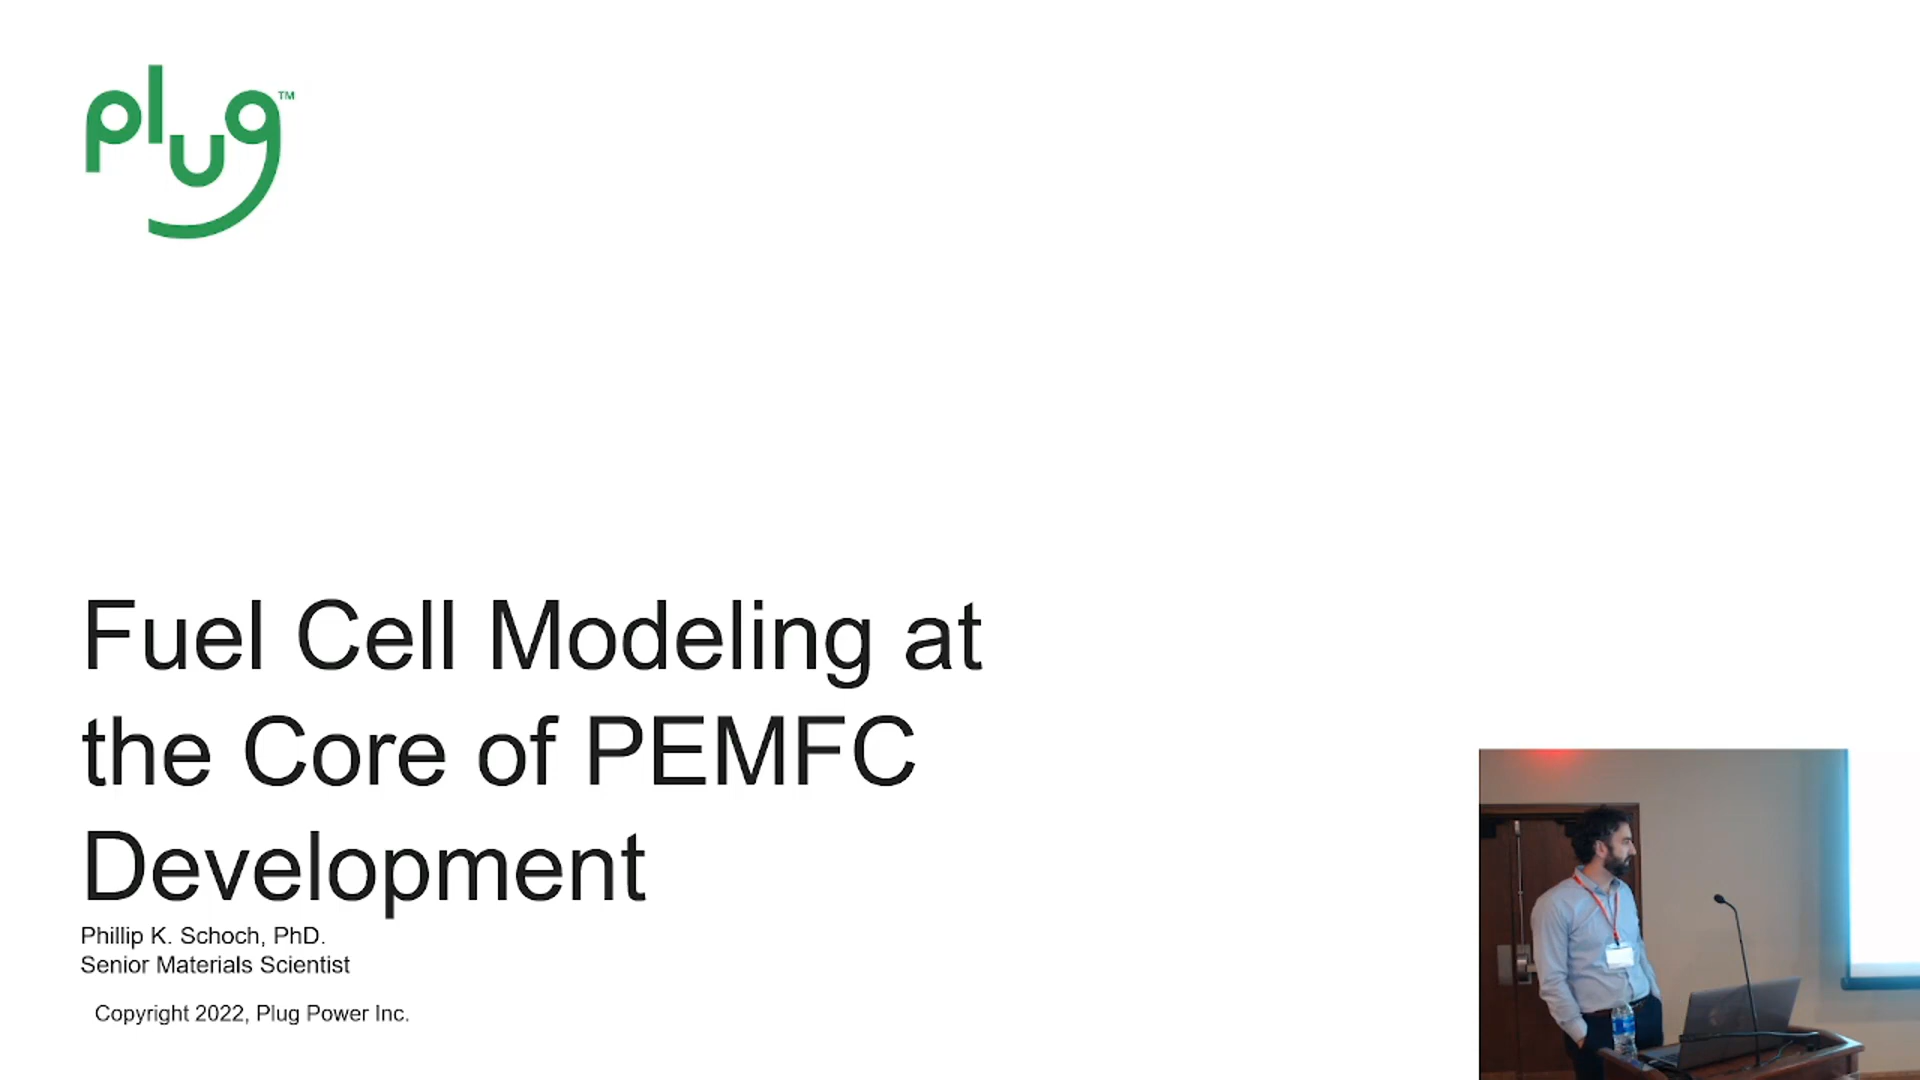 plug™
Fuel Cell Modeling at
the Core of PEMFC
Development
Phillip K. Schoch, PhD.
Senior Materials Scientist
Copyright 2022, Plug Power Inc.